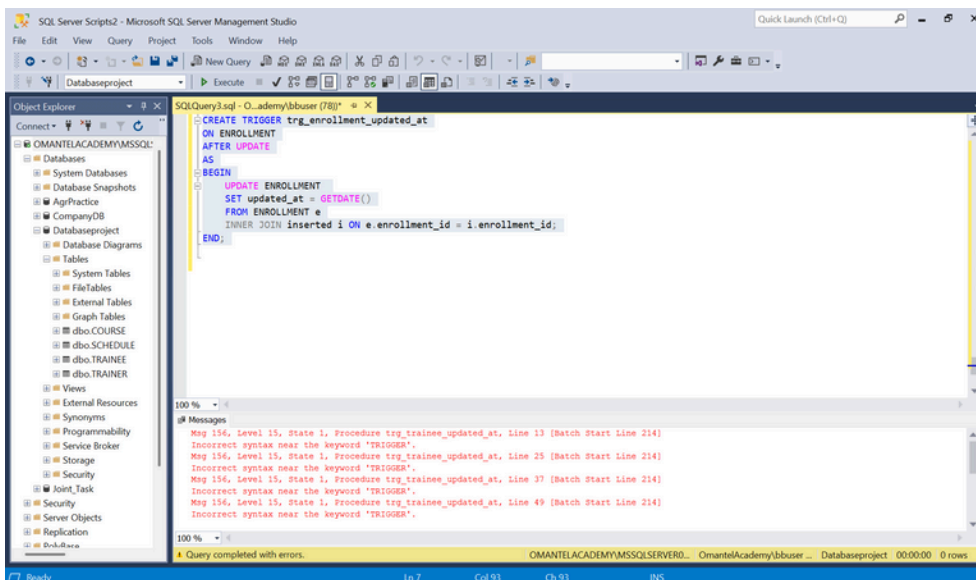 SQL Server Scripts2 - Microsoft SQL Server Management Studio
Quick Launch (Ctrl+Q)
File Edit View Query Project Tools Window Help
New Query
Databaseproject Execute
Object Explorer
SQLQuery3.sql - O...ademy\bbuser (78))*
Connect
OMANTELACADEMY\MSSQL:
Databases
System Databases
Database Snapshots
AgrPractice
CompanyDB
Databaseproject
Database Diagrams
Tables
System Tables
FileTables
External Tables
Graph Tables
dbo.COURSE
dbo.SCHEDULE
dbo.TRAINEE
dbo.TRAINER
Views
External Resources
Synonyms
Programmability
Service Broker
Storage
Security
Joint_Task
Security
Server Objects
Replication
PolyBase
CREATE TRIGGER trg_enrollment_updated_at
ON ENROLLMENT
AFTER UPDATE
AS
BEGIN
UPDATE ENROLLMENT
SET updated_at = GETDATE()
FROM ENROLLMENT e
INNER JOIN inserted i ON e.enrollment_id = i.enrollment_id;
END;
100 %
Messages
Msg 156, Level 15, State 1, Procedure trg_trainee_updated_at, Line 13 [Batch Start Line 214]
Incorrect syntax near the keyword 'TRIGGER'.
Msg 156, Level 15, State 1, Procedure trg_trainee_updated_at, Line 25 [Batch Start Line 214]
Incorrect syntax near the keyword 'TRIGGER'.
Msg 156, Level 15, State 1, Procedure trg_trainee_updated_at, Line 37 [Batch Start Line 214]
Incorrect syntax near the keyword 'TRIGGER'.
Msg 156, Level 15, State 1, Procedure trg_trainee_updated_at, Line 49 [Batch Start Line 214]
Incorrect syntax near the keyword 'TRIGGER'.
100 %
Query completed with errors. OMANTELACADEMY\MSSQLSERVER0... OmantelAcademy\bbuser ... Databaseproject 00:00:00 0 rows
Ready Ln 7 Col 93 Ch 93 INS